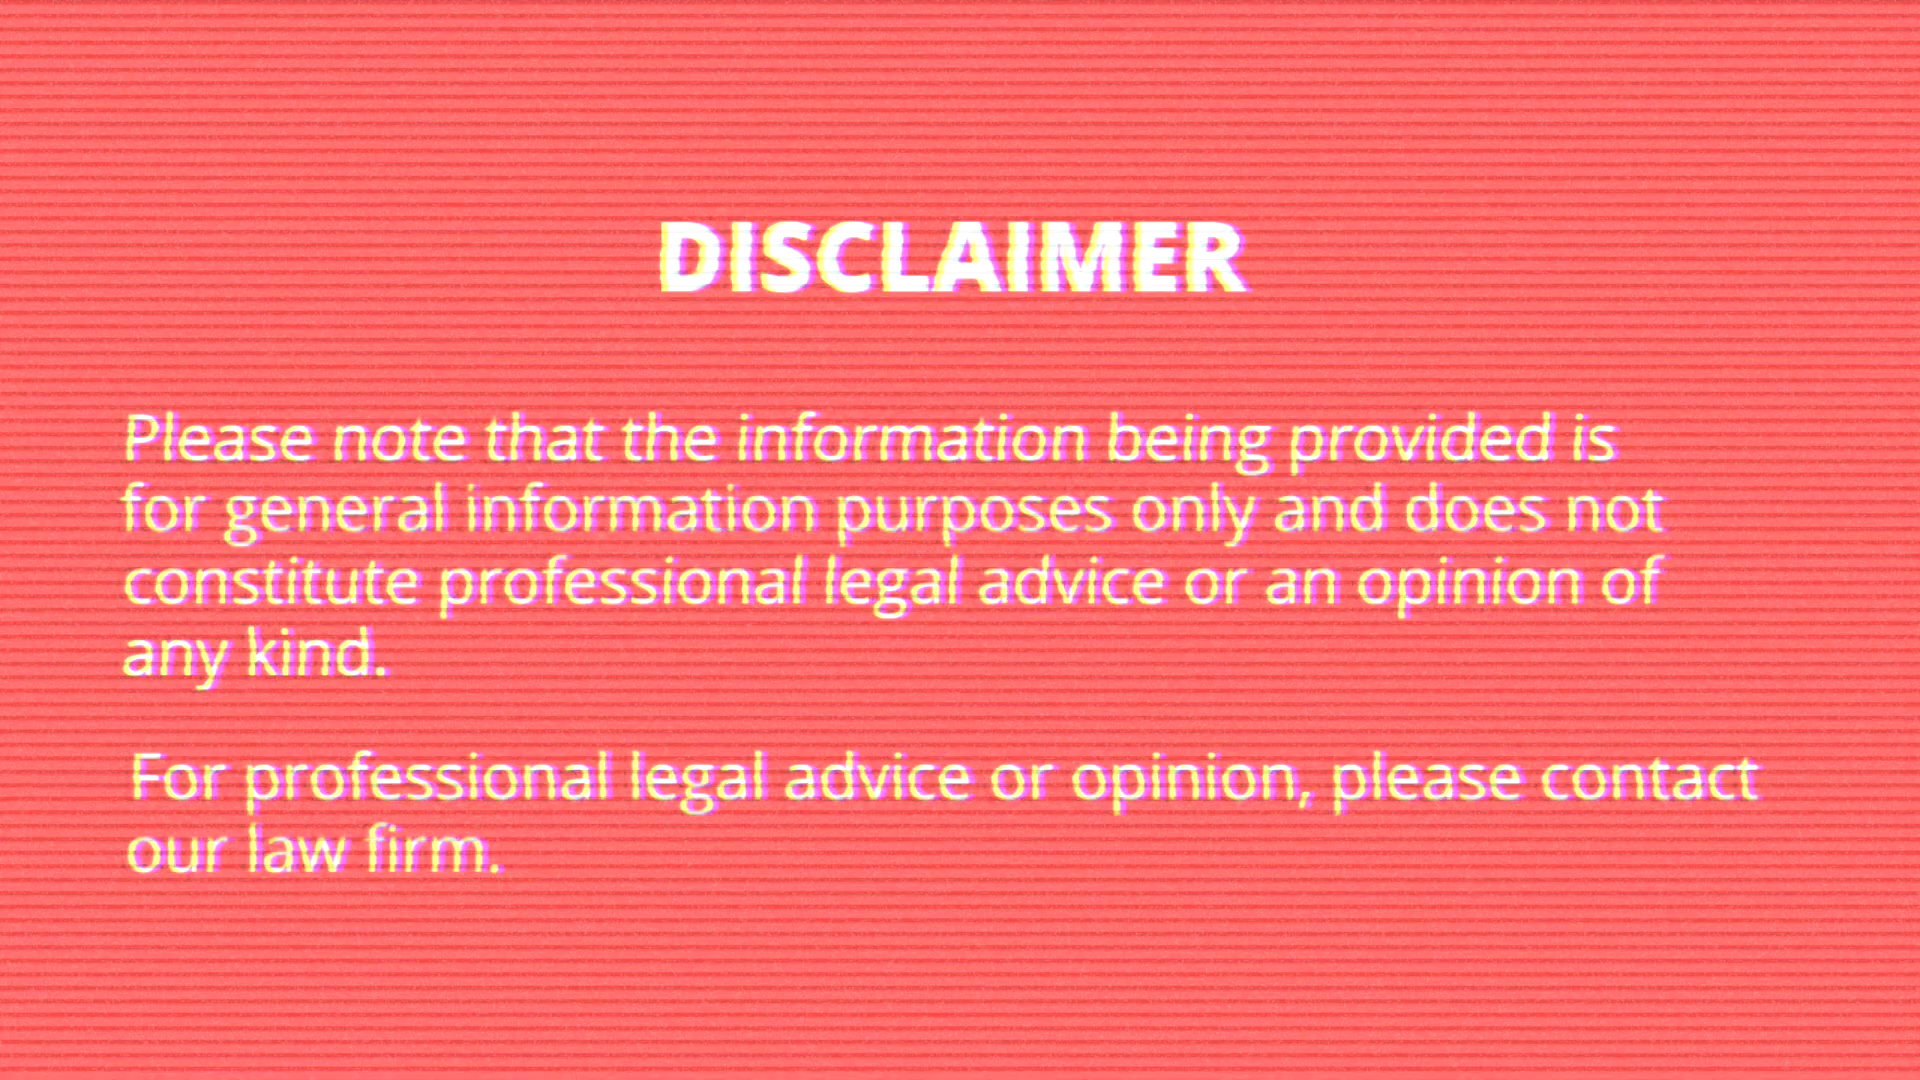 DISCLAIMER
Please note that the information being provided is
for general information purposes only and does not
constitute professional legal advice or an opinion of
any kind.
For professional legal advice or opinion, please contact
our law firm.